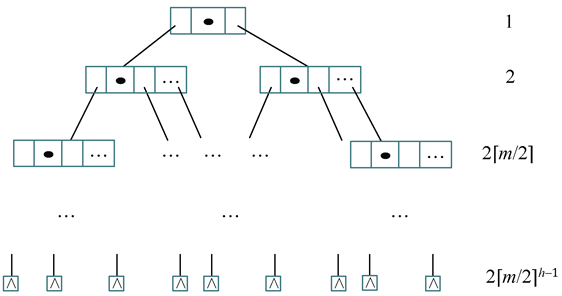 1
... ... 2
... ... ... ... ... 2⌈m/2⌉
... ... ...
^ ^ ^ ^ ^ ^ ^ ^ ^ 2⌈m/2⌉ʰ⁻¹